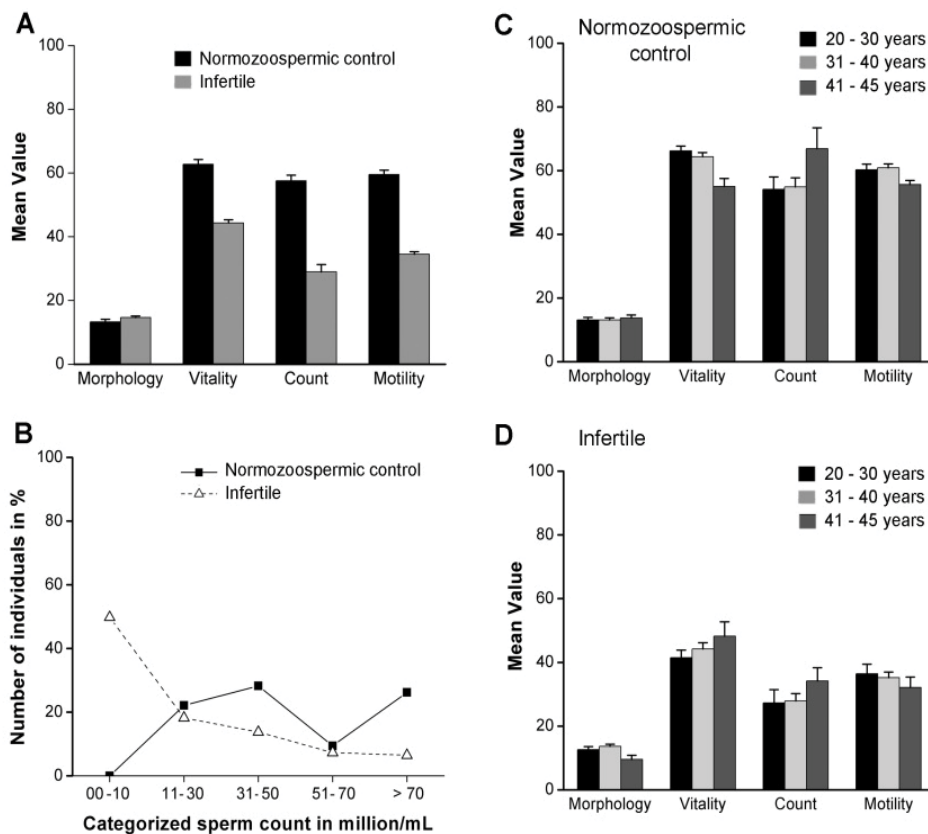 A
Normozoospermic control
Infertile
Mean Value
100
80
60
40
20
0
Morphology Vitality Count Motility
B
Normozoospermic control
Infertile
Number of individuals in %
100
80
60
40
20
0
00-10 11-30 31-50 51-70 > 70
Categorized sperm count in million/mL
C
Normozoospermic
control
20 - 30 years
31 - 40 years
41 - 45 years
Mean Value
100
80
60
40
20
0
Morphology Vitality Count Motility
D
Infertile
20 - 30 years
31 - 40 years
41 - 45 years
Mean Value
100
80
60
40
20
0
Morphology Vitality Count Motility